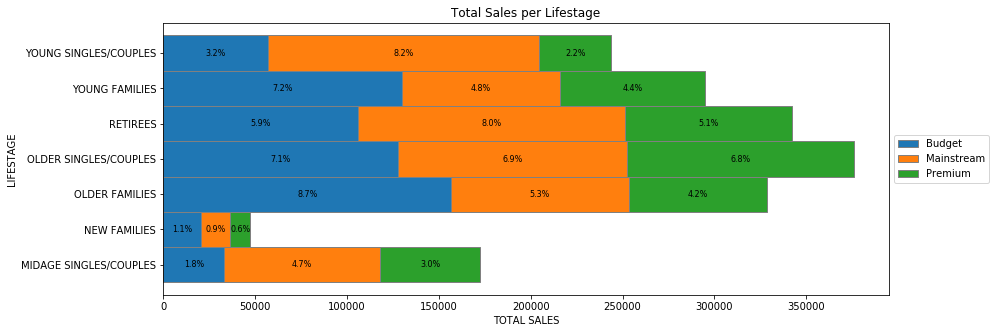 Total Sales per Lifestage
YOUNG SINGLES/COUPLES
3.2%
8.2%
2.2%
YOUNG FAMILIES
7.2%
4.8%
4.4%
RETIREES
5.9%
8.0%
5.1%
OLDER SINGLES/COUPLES
7.1%
6.9%
6.8%
OLDER FAMILIES
8.7%
5.3%
4.2%
NEW FAMILIES
1.1%
0.9%
0.6%
MIDAGE SINGLES/COUPLES
1.8%
4.7%
3.0%
LIFESTAGE
0
50000
100000
150000
200000
250000
300000
350000
TOTAL SALES
Budget
Mainstream
Premium